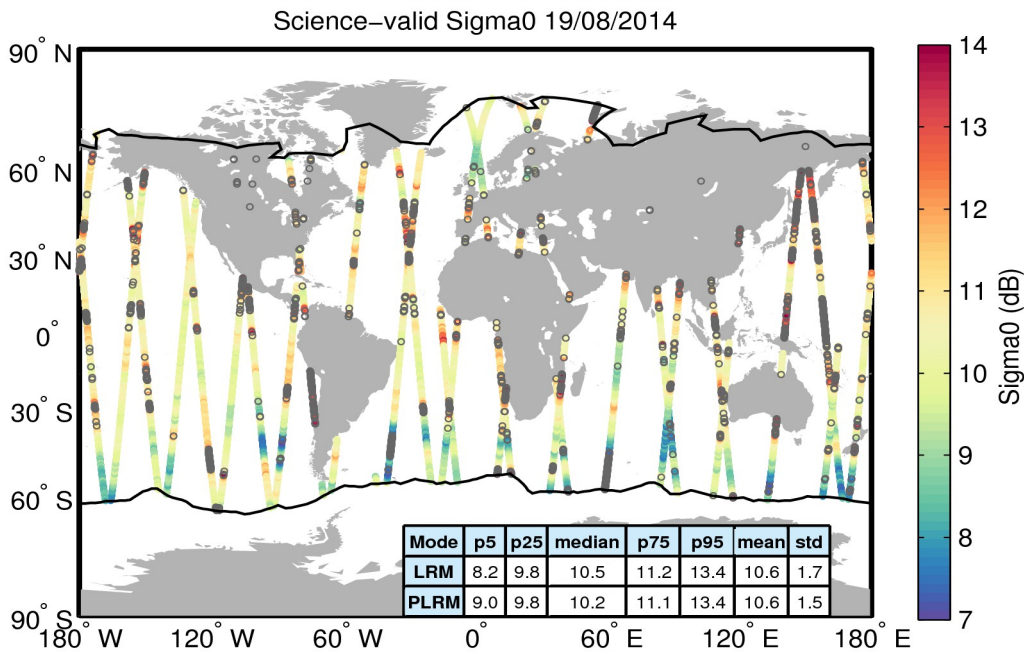 Science−valid Sigma0 19/08/2014
90° N
60° N
30° N
0°
30° S
60° S
90° S
180° W
120° W
60° W
0°
60° E
120° E
180° E
14
13
12
11
10
9
8
7
Sigma0 (dB)
Mode p5 p25 median p75 p95 mean std
LRM 8.2 9.8 10.5 11.2 13.4 10.6 1.7
PLRM 9.0 9.8 10.2 11.1 13.4 10.6 1.5